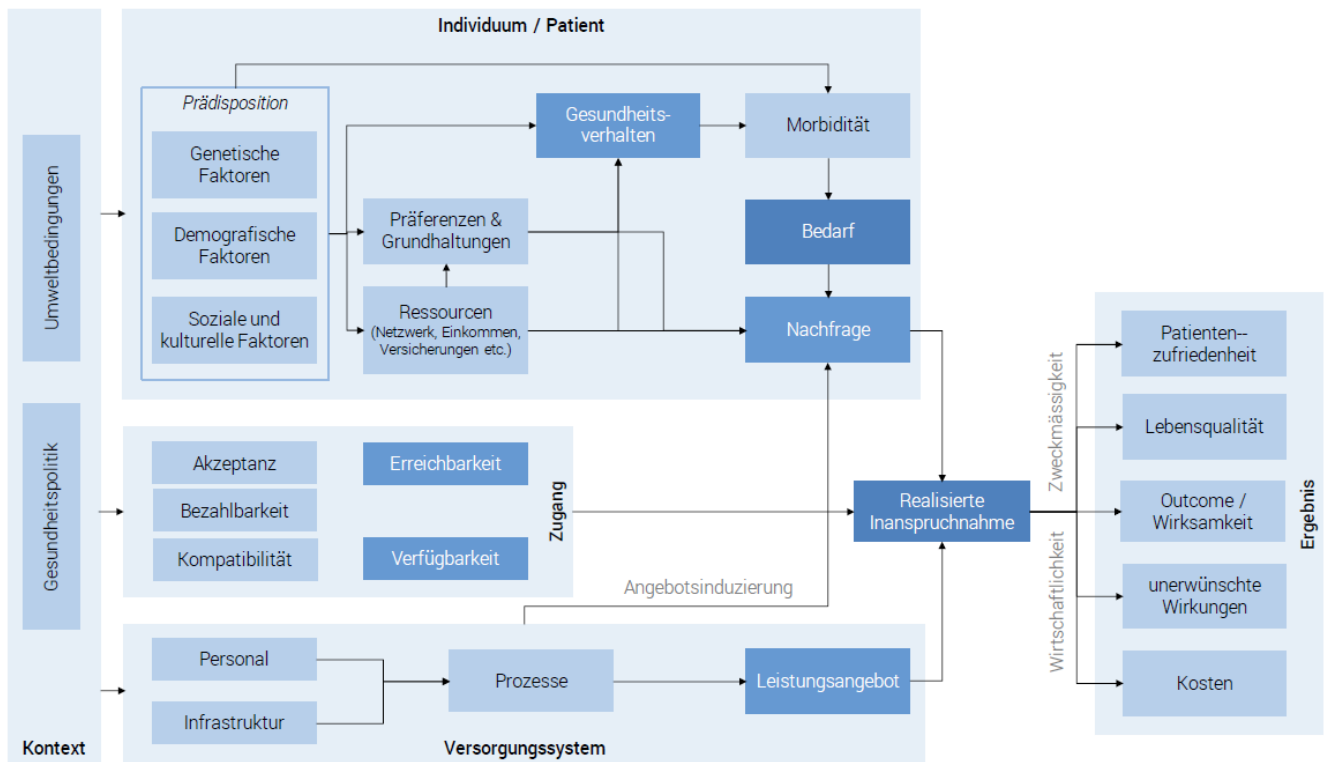 Individuum / Patient
Prädisposition
Genetische
Faktoren
Demografische
Faktoren
Soziale und
kulturelle Faktoren
Gesundheits-
verhalten
Morbidität
Präferenzen &
Grundhaltungen
Bedarf
Ressourcen
(Netzwerk, Einkommen,
Versicherungen etc.)
Nachfrage
Umweltbedingungen
Gesundheitspolitik
Kontext
Akzeptanz
Bezahlbarkeit
Kompatibilität
Erreichbarkeit
Verfügbarkeit
Zugang
Angebotsinduzierung
Personal
Infrastruktur
Prozesse
Leistungsangebot
Versorgungssystem
Realisierte
Inanspruchnahme
Zweckmässigkeit
Wirtschaftlichkeit
Patienten--
zufriedenheit
Lebensqualität
Outcome /
Wirksamkeit
unerwünschte
Wirkungen
Kosten
Ergebnis